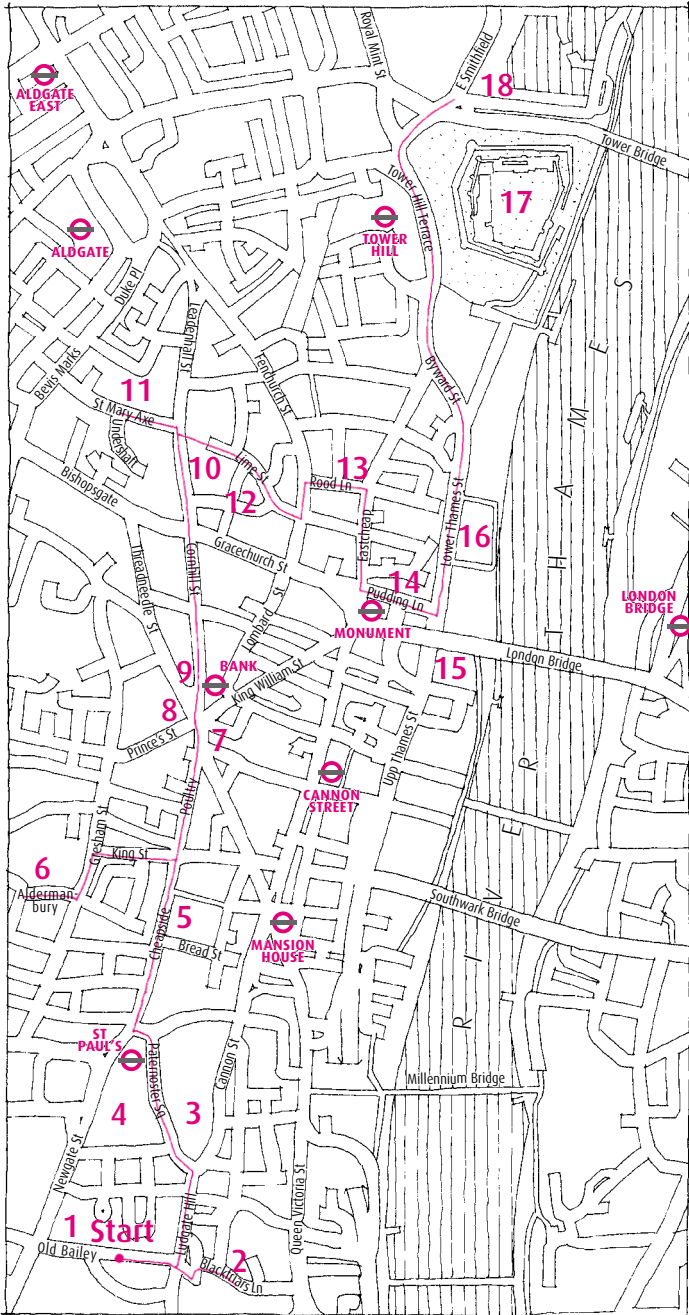 Royal Mint St
E Smithfield
18
ALDGATE
EAST
Tower Bridge
17
Tower Hill Terrace
TOWER
HILL
ALDGATE
Duke Pl
Leadenhall St
Fenchurch St
Byward St
Bevis Marks
11
St Mary Axe
Undershaft
10
Lime St
13
Rood Ln
Bishopsgate
12
Eastcheap
Lower Thames St
16
Gracechurch St
Threadneedle St
Cornhill St
14
Pudding Ln
Lombard St
MONUMENT
LONDON
BRIDGE
London Bridge
15
9
BANK
King William St
8
7
Prince's St
Upp Thames St
CANNON
STREET
Poultry
Gresham St
King St
6
Alderman-
bury
RIVER THAMES
Southwark Bridge
5
Cheapside
Bread St
MANSION
HOUSE
ST
PAUL'S
Paternoster Sq
Cannon St
Millennium Bridge
4
3
Newgate St
Ludgate Hill
Queen Victoria St
1 Start
Old Bailey
2
Blackfriars Ln